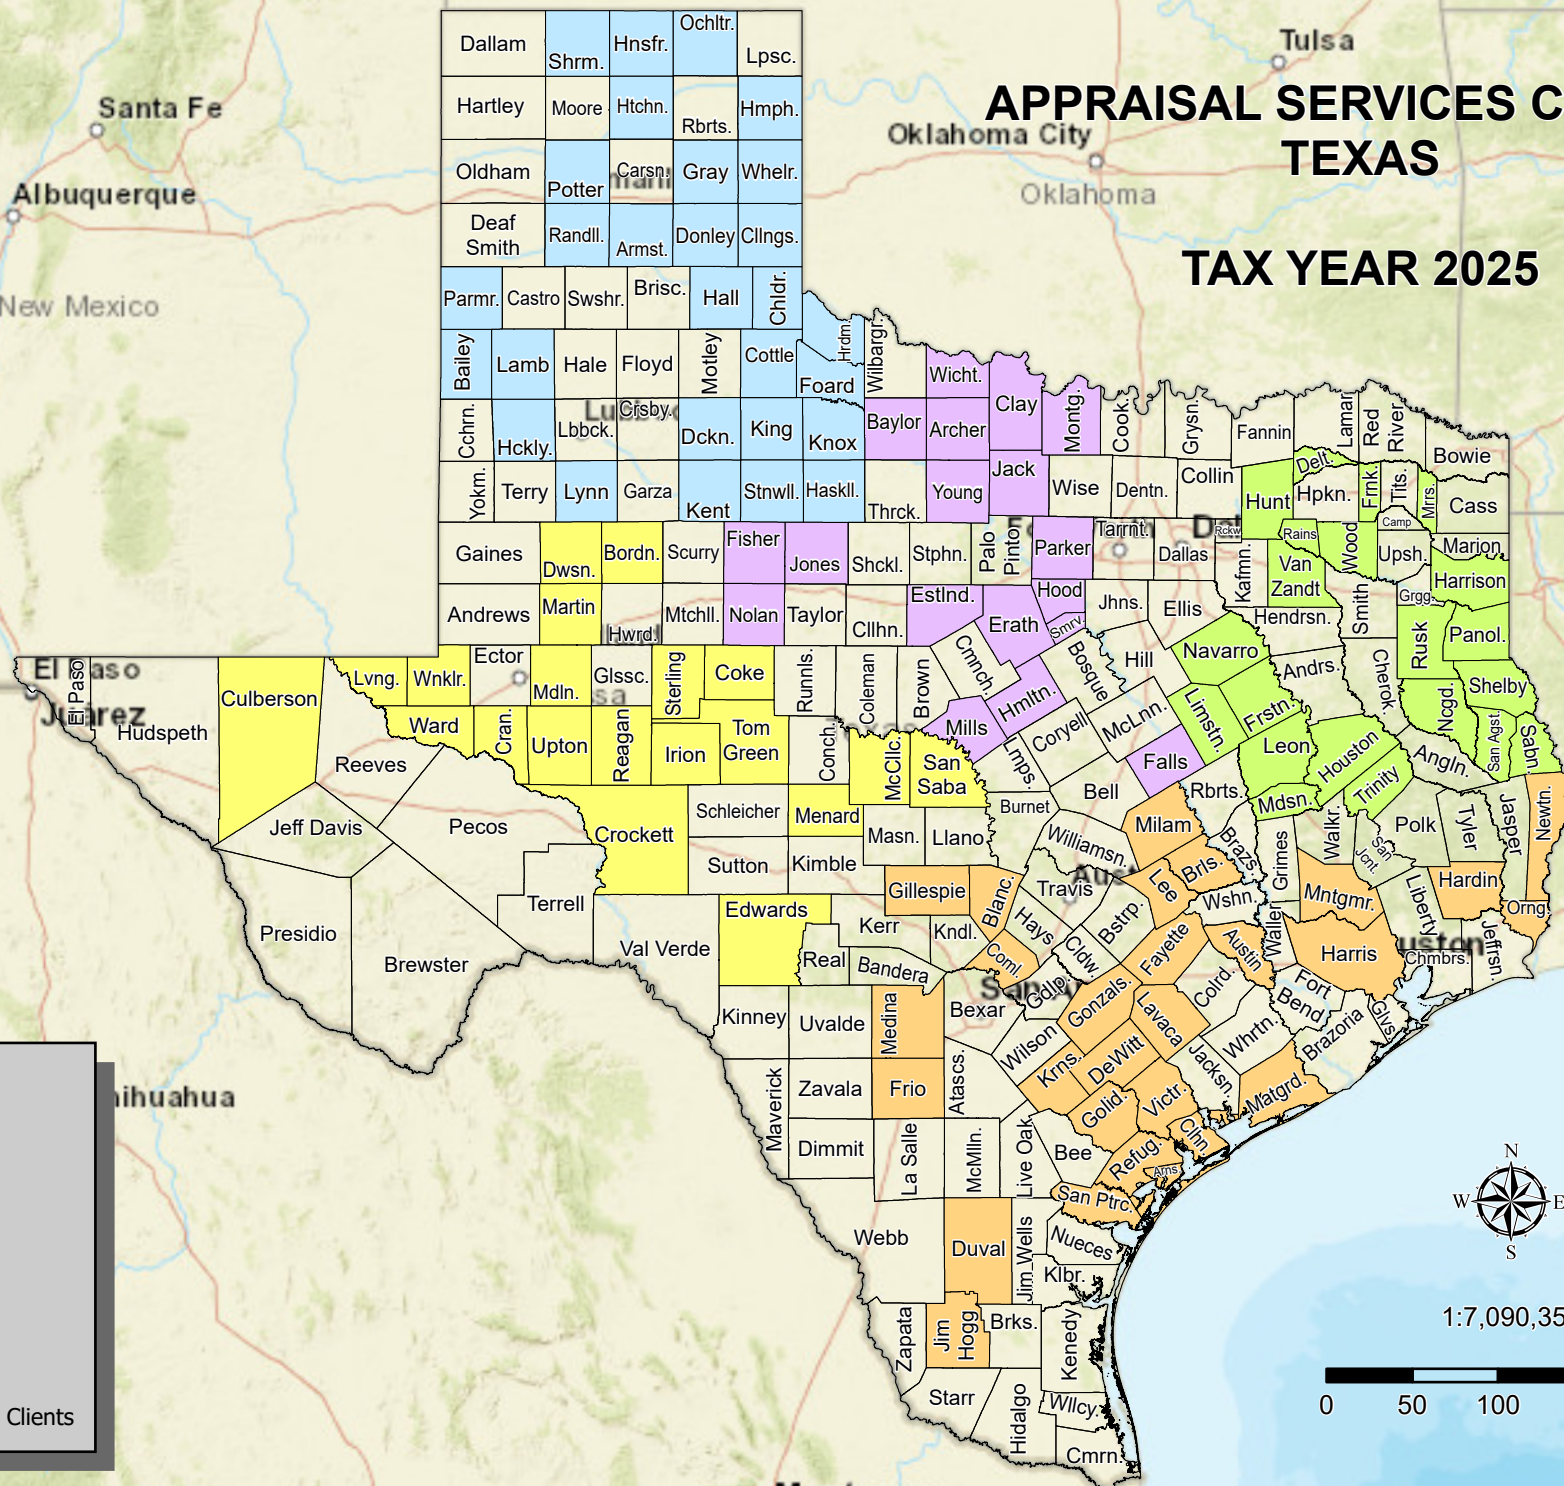 APPRAISAL SERVICES C
TEXAS
TAX YEAR 2025
Tulsa
Santa Fe
Oklahoma City
Oklahoma
Albuquerque
New Mexico
Dallam
Shrm.
Hnsfr.
Ochltr.
Lpsc.
Hartley
Moore
Htchn.
Rbrts.
Hmph.
Oldham
Potter
Carsn.
Gray
Whelr.
Deaf
Smith
Randll.
Armst.
Donley
Cllngs.
Parmr.
Castro
Swshr.
Brisc.
Hall
Chldr.
Bailey
Lamb
Hale
Floyd
Motley
Cottle
Hrdm.
Foard
Wilbargr.
Wicht.
Clay
Montg.
Cook.
Grysn.
Fannin
Lamar
Red
River
Bowie
Cchrn.
Hckly.
Lbbck.
Crsby.
Dckn.
King
Knox
Baylor
Archer
Jack
Wise
Dentn.
Collin
Hunt
Delt.
Hpkn.
Frnk.
Tits.
Mrrs.
Cass
Camp
Yokm.
Terry
Lynn
Garza
Kent
Stnwll.
Haskll.
Thrck.
Young
Gaines
Dwsn.
Bordn.
Scurry
Fisher
Jones
Shckl.
Stphn.
Palo
Pinto
Parker
Tarrnt.
Dallas
Rckw
Kafmn.
Rains
Wood
Van
Zandt
Upsh.
Marion
Harrison
Grgg.
Andrews
Martin
Hwrd.
Mtchll.
Nolan
Taylor
Cllhn.
Estlnd.
Erath
Hood
Smrv.
Jhns.
Ellis
Hendrsn.
Smith
Rusk
Panol.
El Paso
Juárez
El Paso
Hudspeth
Culberson
Lvng.
Wnklr.
Ector
Mdln.
Glssc.
Sterling
Coke
Runnls.
Coleman
Brown
Cmmch.
Hmltn.
Bosque
Hill
Navarro
Andrs.
Cherok.
Ncgd.
Shelby
Ward
Cran.
Upton
Reagan
Irion
Tom
Green
Conch.
Texas
McCllc.
San
Saba
Mills
Lmps.
Coryell
McLnn.
Limstn.
Frstn.
Falls
Leon
Houston
Trinity
Angln.
San Agst.
Sabn.
Reeves
Jeff Davis
Pecos
Crockett
Schleicher
Menard
Masn.
Llano
Burnet
Bell
Milam
Rbrts.
Mdsn.
Walkr.
Polk
Tyler
Jasper
Newtn.
Sutton
Kimble
Williamsn.
Brls.
Brazs.
Grimes
San
Jcnt.
Presidio
Brewster
Terrell
Val Verde
Edwards
Real
Kerr
Gillespie
Blanc.
Kndl.
Bandera
Travis
Hays
Coml.
Cldw.
Bstrp.
Lee
Wshn.
Fayette
Austin
Waller
Mntgmr.
Harris
Liberty
Hardin
Orng.
Jeffrsn.
Chmbrs.
Kinney
Uvalde
Medina
Bexar
Gdlp.
Wilson
Gonzals.
Lavaca
Colrd.
Fort
Bend
Brazoria
Glvs.
Whrtn.
Maverick
Zavala
Frio
Atascs.
Krns.
DeWitt
Jacksn.
Matgrd.
Victr.
Golid.
Clhn.
Dimmit
La Salle
McMlln.
Live Oak
Bee
Refug.
Arns.
San Ptrc.
Webb
Duval
Jim_Wells
Nueces
Klbr.
Zapata
Jim
Hogg
Brks.
Kenedy
Starr
Hidalgo
Wllcy.
Cmrn.
Clients
N
W
E
S
1:7,090,35
0
50
100